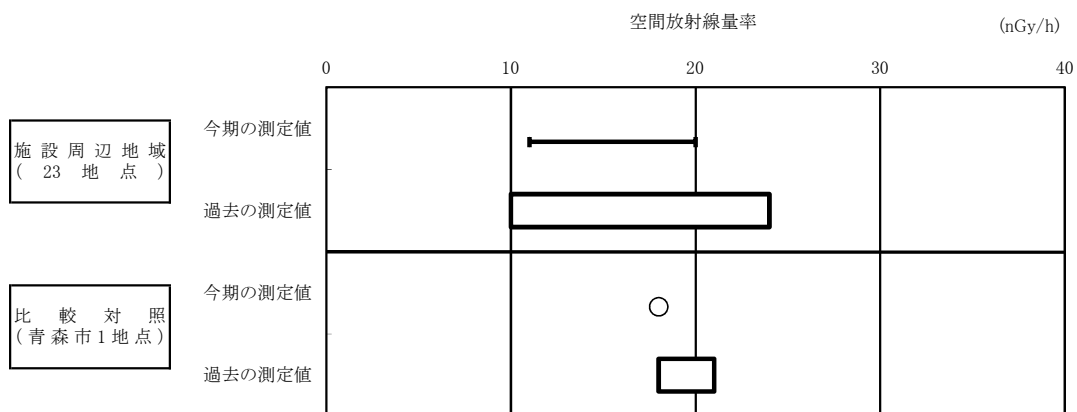 空間放射線量率
(nGy/h)
0 10 20 30 40
施設周辺地域
(23地点)
今期の測定値
過去の測定値
比較対照
(青森市1地点)
今期の測定値
過去の測定値